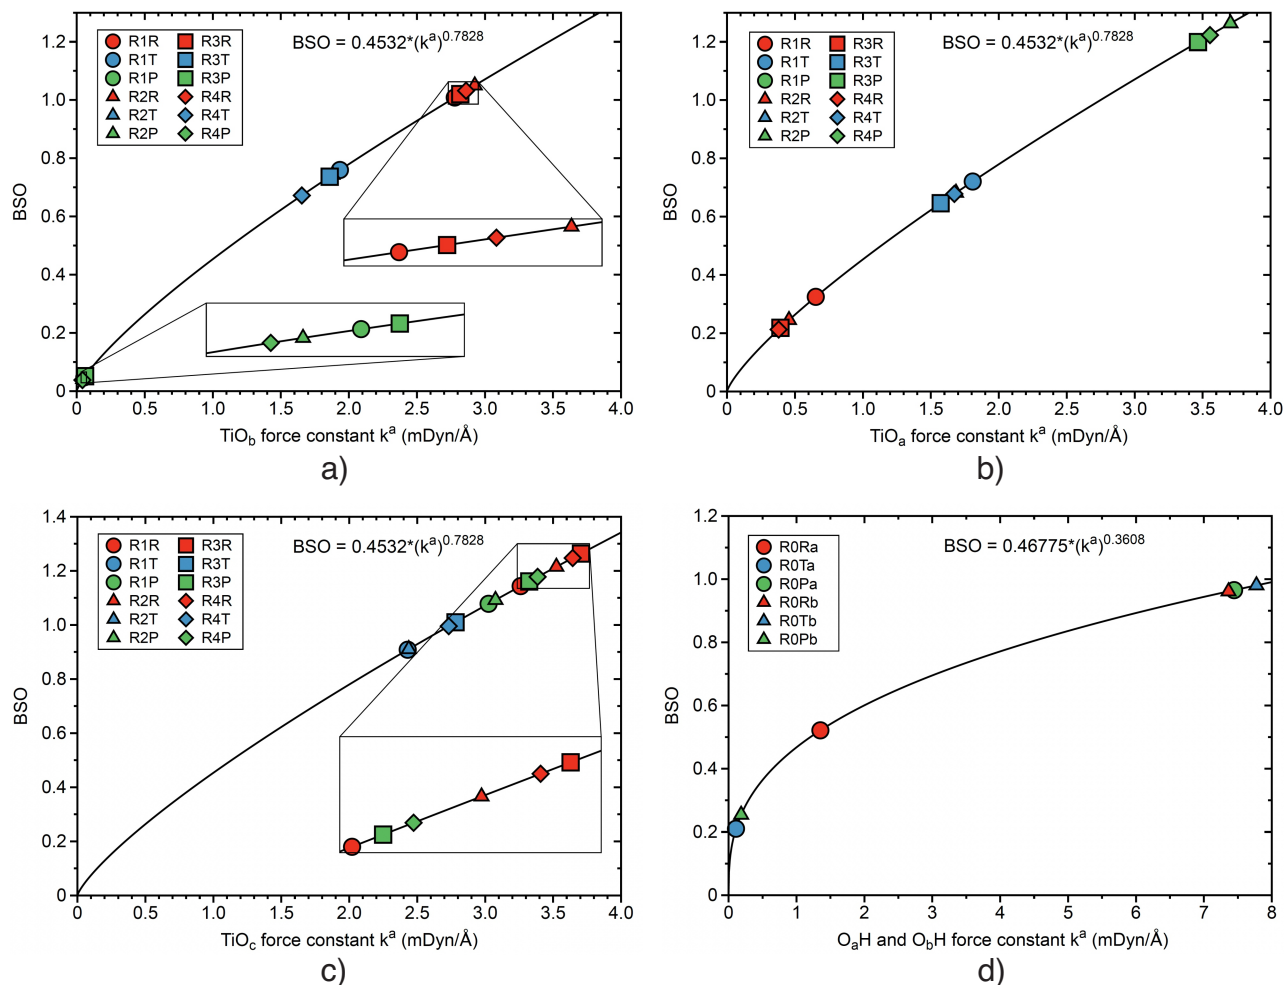 BSO = 0.4532*(kᵃ)⁰·⁷⁸²⁸
R1R R3R
R1T R3T
R1P R3P
R2R R4R
R2T R4T
R2P R4P
BSO
1.2
1.0
0.8
0.6
0.4
0.2
0
0 0.5 1.0 1.5 2.0 2.5 3.0 3.5 4.0
TiO_b force constant kᵃ (mDyn/Å)
a)
BSO = 0.4532*(kᵃ)⁰·⁷⁸²⁸
R1R R3R
R1T R3T
R1P R3P
R2R R4R
R2T R4T
R2P R4P
BSO
1.2
1.0
0.8
0.6
0.4
0.2
0
0 0.5 1.0 1.5 2.0 2.5 3.0 3.5 4.0
TiOₐ force constant kᵃ (mDyn/Å)
b)
BSO = 0.4532*(kᵃ)⁰·⁷⁸²⁸
R1R R3R
R1T R3T
R1P R3P
R2R R4R
R2T R4T
R2P R4P
BSO
1.4
1.2
1.0
0.8
0.6
0.4
0.2
0
0 0.5 1.0 1.5 2.0 2.5 3.0 3.5 4.0
TiO_c force constant kᵃ (mDyn/Å)
c)
BSO = 0.46775*(kᵃ)⁰·³⁶⁰⁸
R0Ra
R0Ta
R0Pa
R0Rb
R0Tb
R0Pb
BSO
1.2
1.0
0.8
0.6
0.4
0.2
0
0 1 2 3 4 5 6 7 8
OₐH and O_bH force constant kᵃ (mDyn/Å)
d)